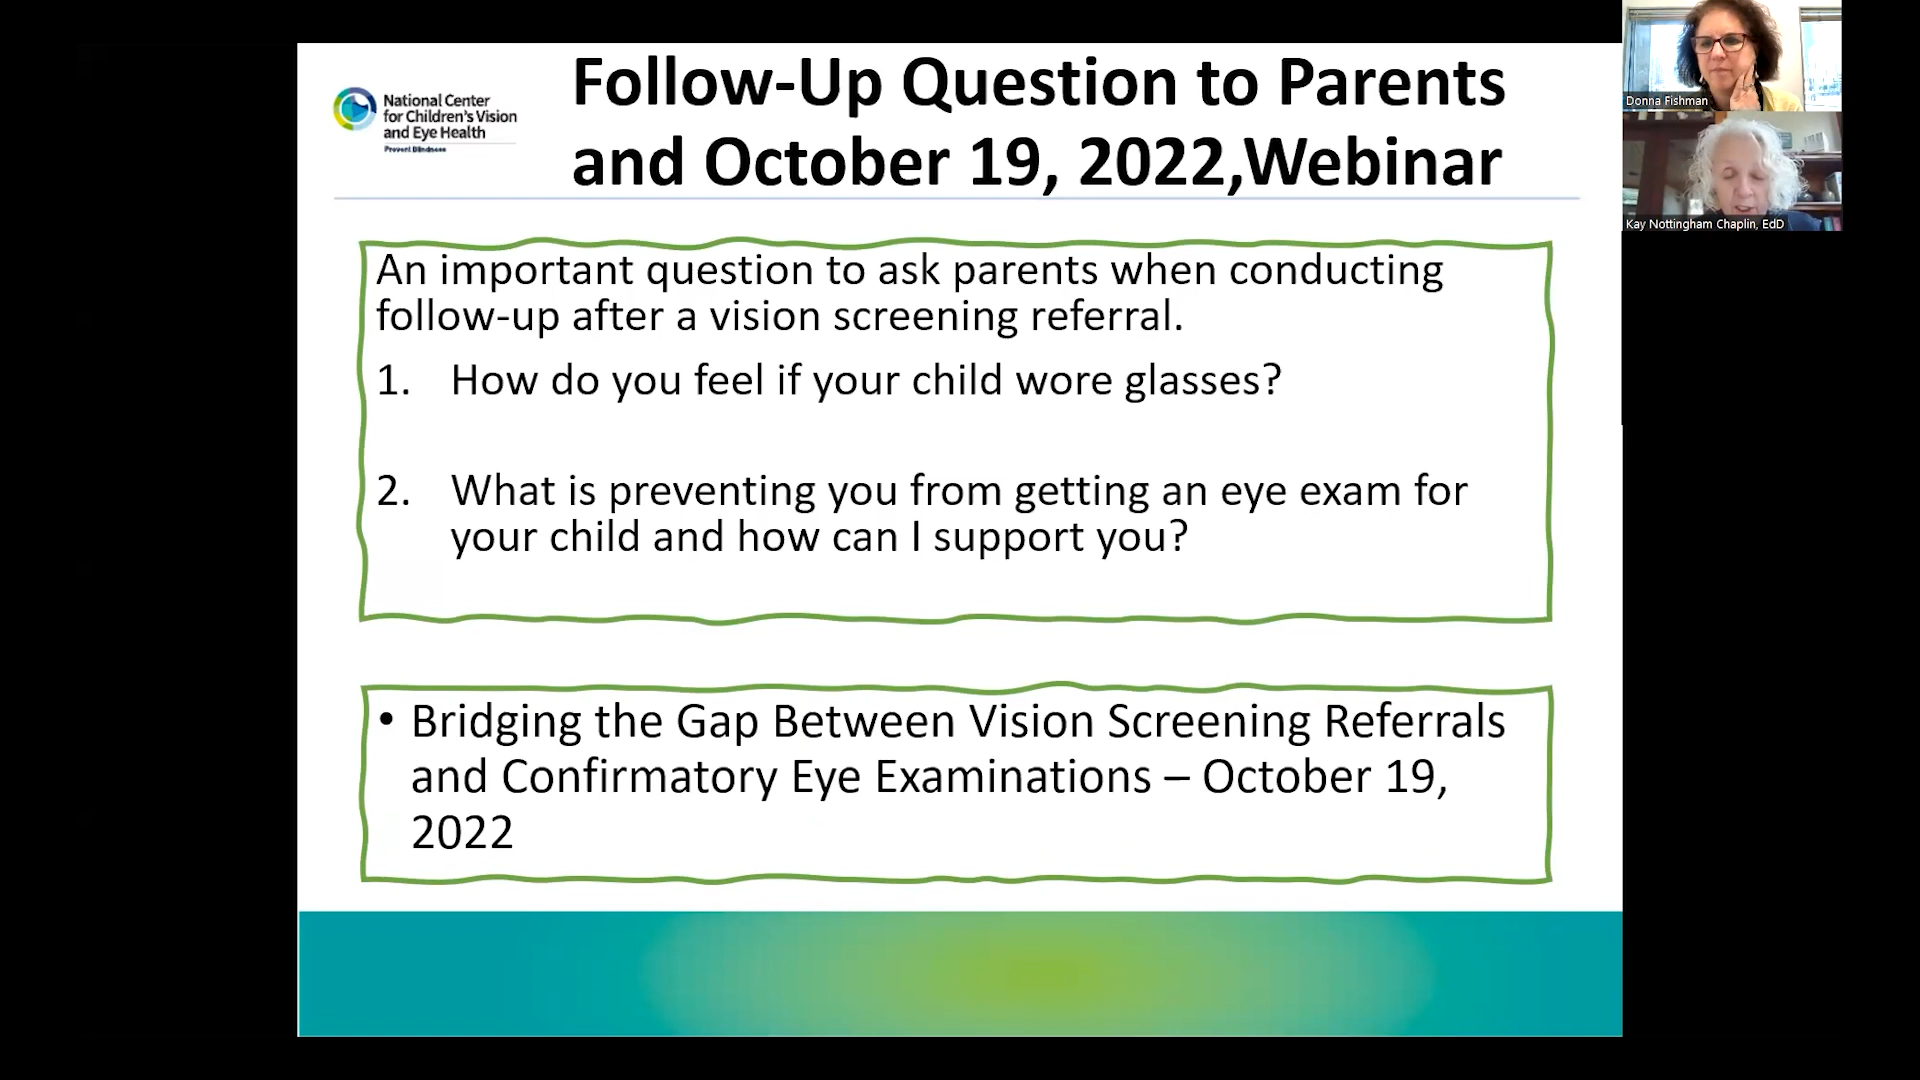 National Center
for Children's Vision
and Eye Health
Prevent Blindness
Follow-Up Question to Parents
and October 19, 2022,Webinar
Donna Fishman
Kay Nottingham Chaplin, EdD
An important question to ask parents when conducting
follow-up after a vision screening referral.
1. How do you feel if your child wore glasses?
2. What is preventing you from getting an eye exam for
your child and how can I support you?
• Bridging the Gap Between Vision Screening Referrals
and Confirmatory Eye Examinations – October 19,
2022